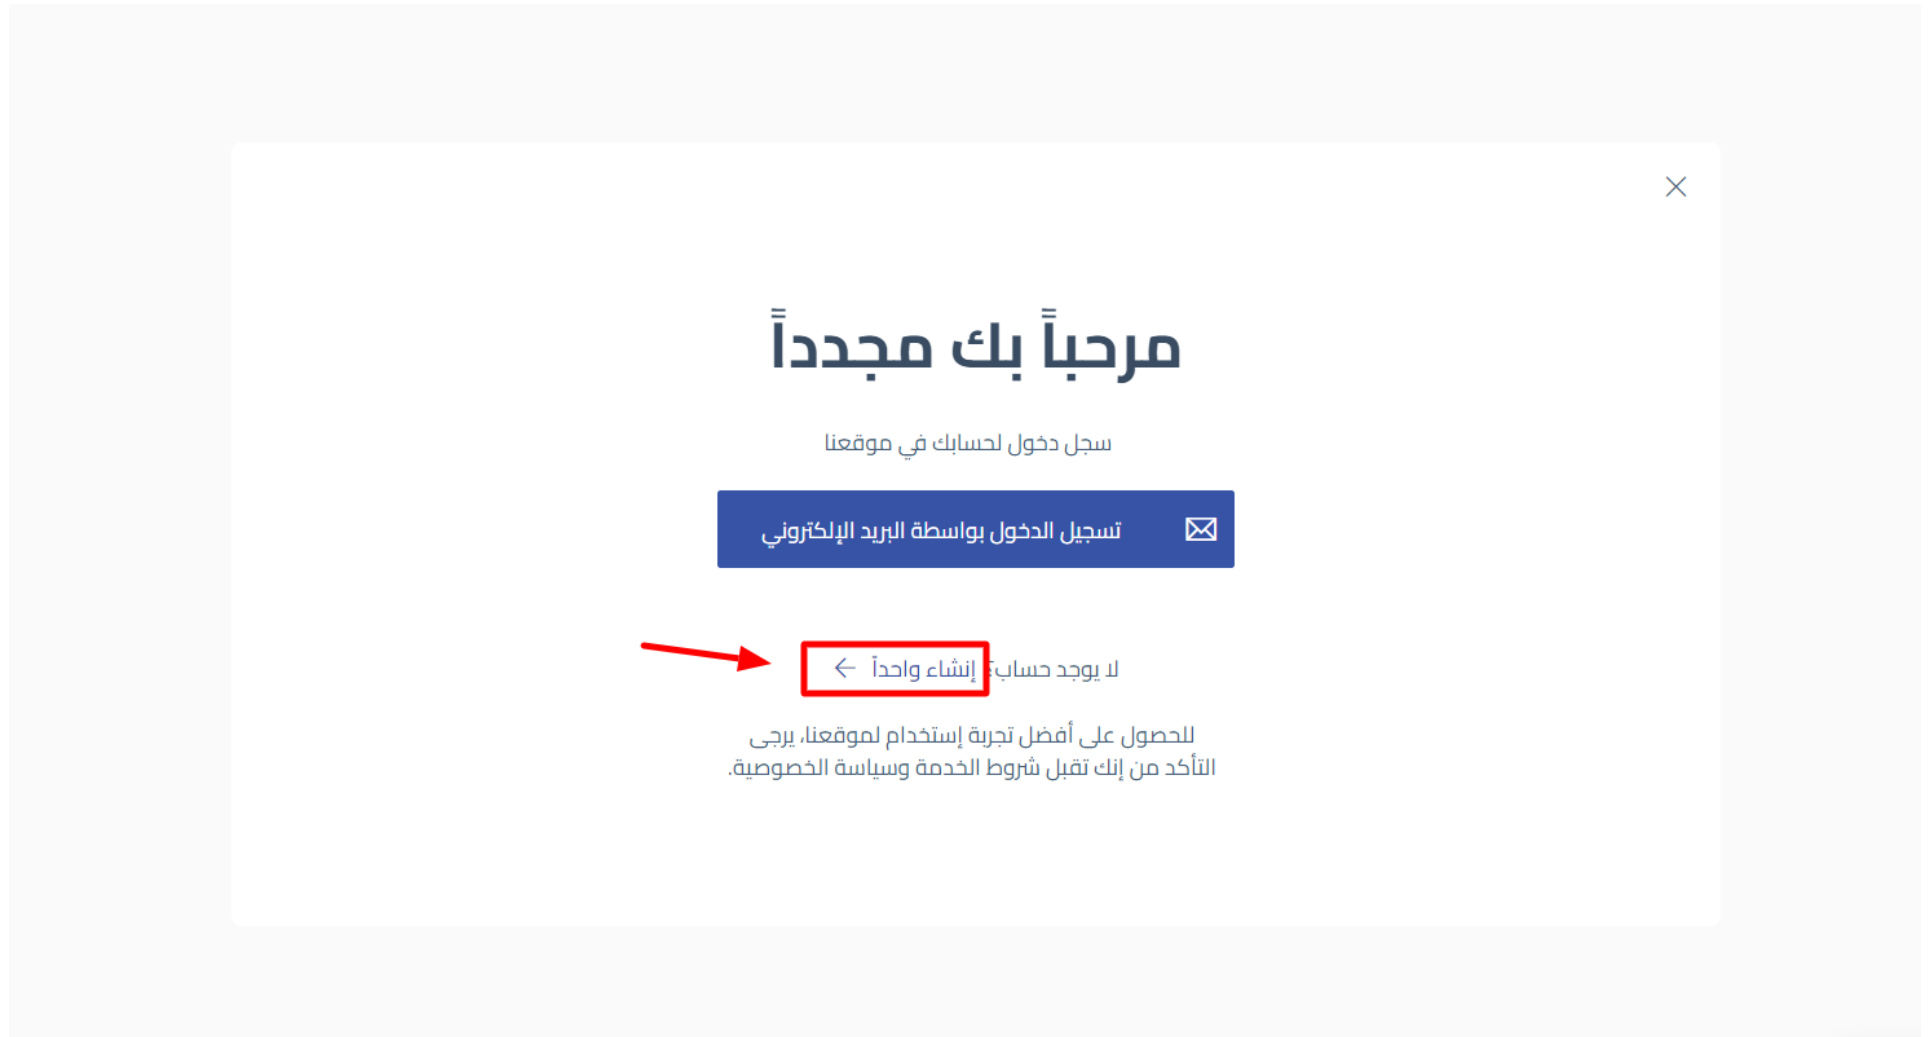 مرحباً بك مجدداً
سجل دخول لحسابك في موقعنا
تسجيل الدخول بواسطة البريد الإلكتروني
لا يوجد حساب؟ إنشاء واحداً ←
للحصول على أفضل تجربة إستخدام لموقعنا، يرجى
التأكد من إنك تقبل شروط الخدمة وسياسة الخصوصية.